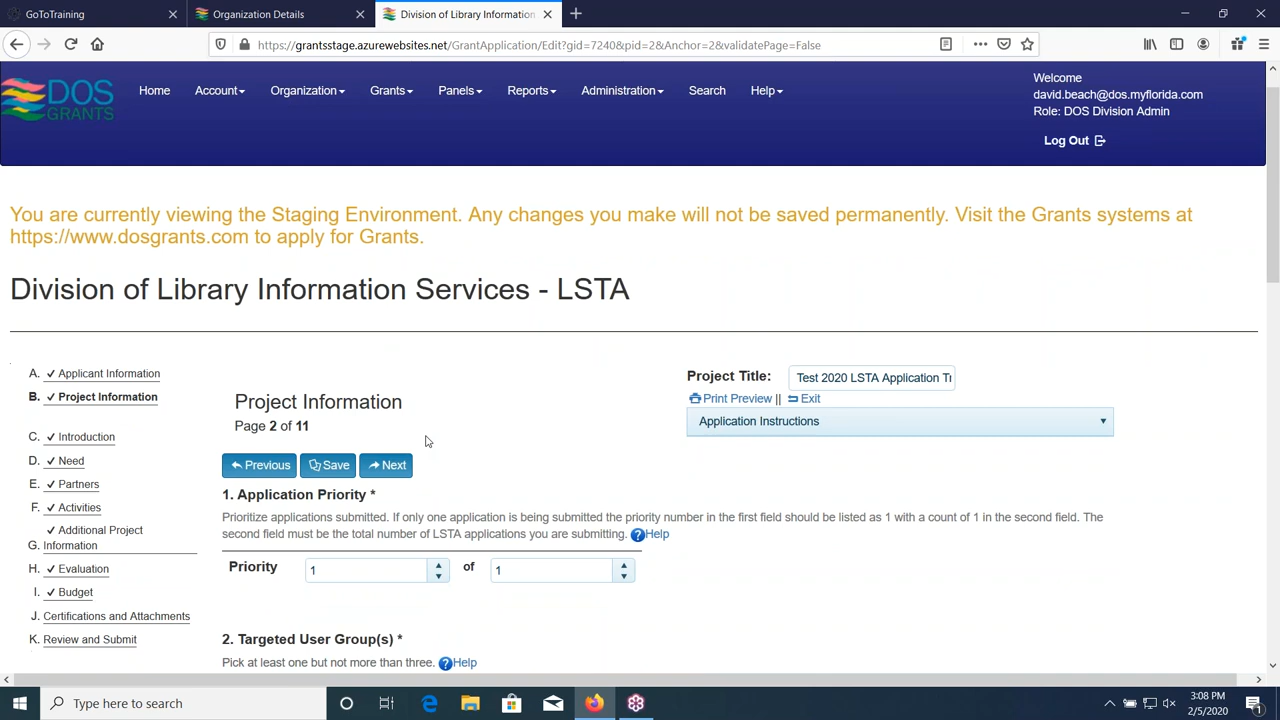 GoToTraining
Organization Details
Division of Library Information
https://grantsstage.azurewebsites.net/GrantApplication/Edit?gid=7240&pid=2&Anchor=2&validatePage=False
DOS
GRANTS
Home Account Organization Grants Panels Reports Administration Search Help
Welcome
david.beach@dos.myflorida.com
Role: DOS Division Admin
Log Out
You are currently viewing the Staging Environment. Any changes you make will not be saved permanently. Visit the Grants systems at
https://www.dosgrants.com to apply for Grants.
Division of Library Information Services - LSTA
A. ✓ Applicant Information
B. ✓ Project Information
C. ✓ Introduction
D. ✓ Need
E. ✓ Partners
F. ✓ Activities
✓ Additional Project
G. Information
H. ✓ Evaluation
I. ✓ Budget
J. Certifications and Attachments
K. Review and Submit
Project Information
Page 2 of 11
Previous Save Next
Project Title: Test 2020 LSTA Application Tr
Print Preview || Exit
Application Instructions
1. Application Priority *
Prioritize applications submitted. If only one application is being submitted the priority number in the first field should be listed as 1 with a count of 1 in the second field. The
second field must be the total number of LSTA applications you are submitting. ?Help
Priority 1 of 1
2. Targeted User Group(s) *
Pick at least one but not more than three. ?Help
Type here to search
3:08 PM
2/5/2020
1